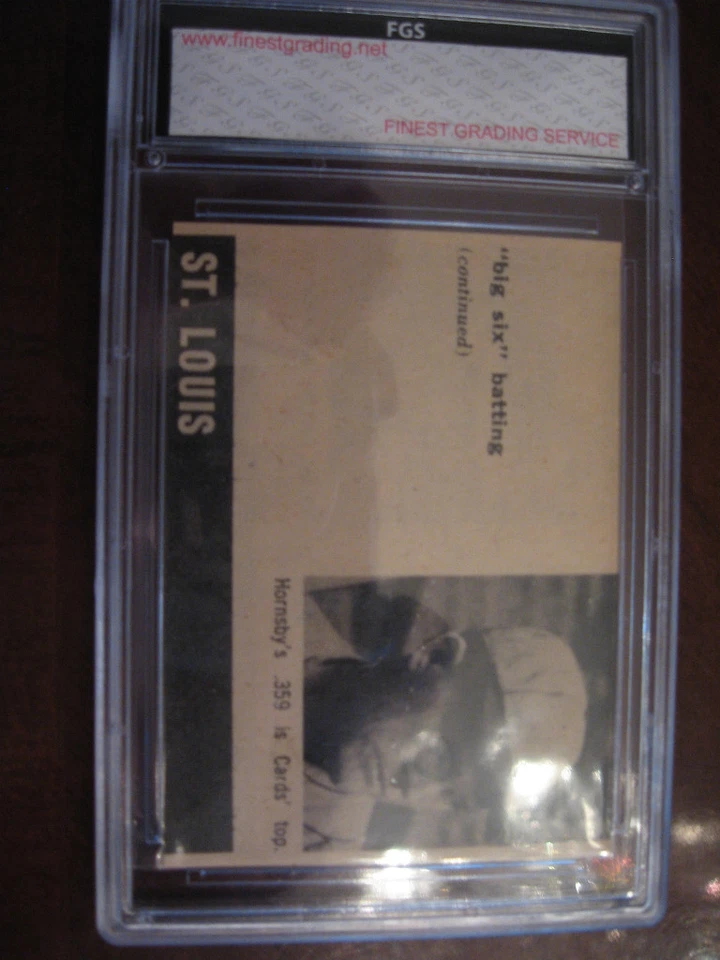 FGS
www.finestgrading.net
FINEST GRADING SERVICE
"big six" batting
(continued)
Hornsby's .359 is Cards' top.
ST. LOUIS